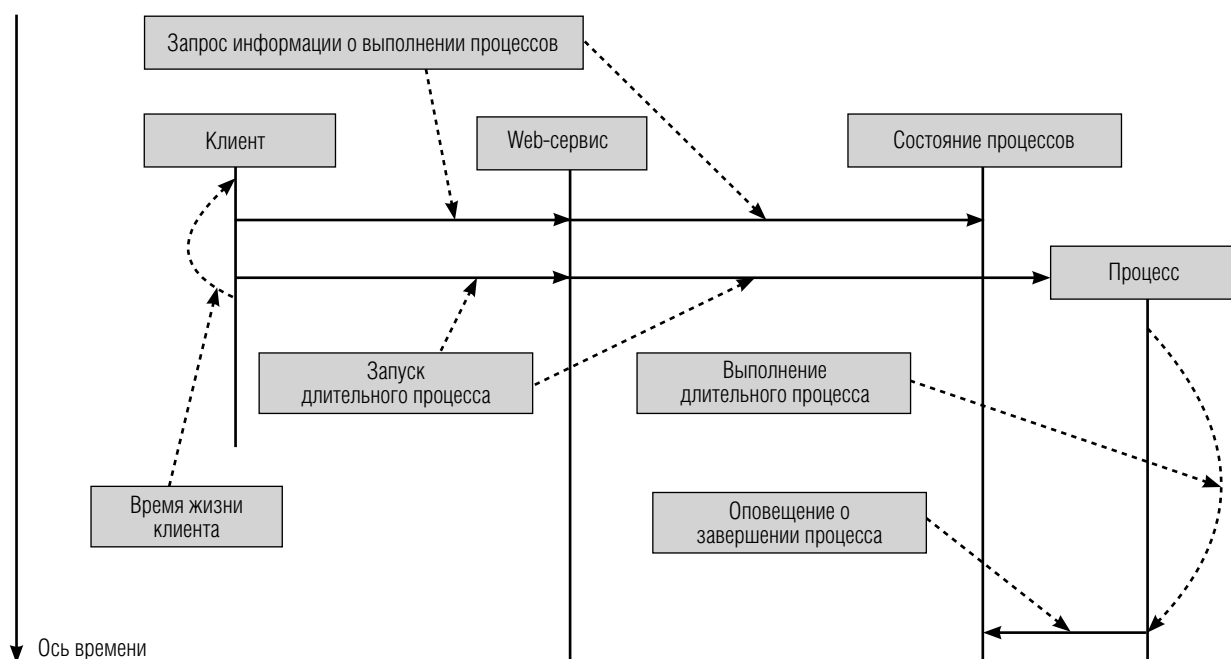 Запрос информации о выполнении процессов
Клиент
Web-сервис
Состояние процессов
Процесс
Запуск
длительного процесса
Выполнение
длительного процесса
Время жизни
клиента
Оповещение о
завершении процесса
Ось времени